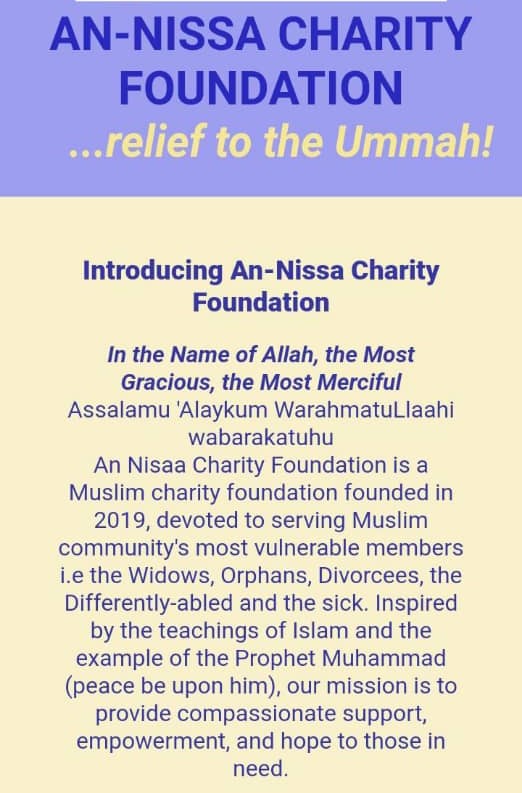 AN-NISSA CHARITY
FOUNDATION
...relief to the Ummah!
Introducing An-Nissa Charity
Foundation
In the Name of Allah, the Most
Gracious, the Most Merciful
Assalamu 'Alaykum WarahmatuLlaahi
wabarakatuhu
An Nisaa Charity Foundation is a
Muslim charity foundation founded in
2019, devoted to serving Muslim
community's most vulnerable members
i.e the Widows, Orphans, Divorcees, the
Differently-abled and the sick. Inspired
by the teachings of Islam and the
example of the Prophet Muhammad
(peace be upon him), our mission is to
provide compassionate support,
empowerment, and hope to those in
need.